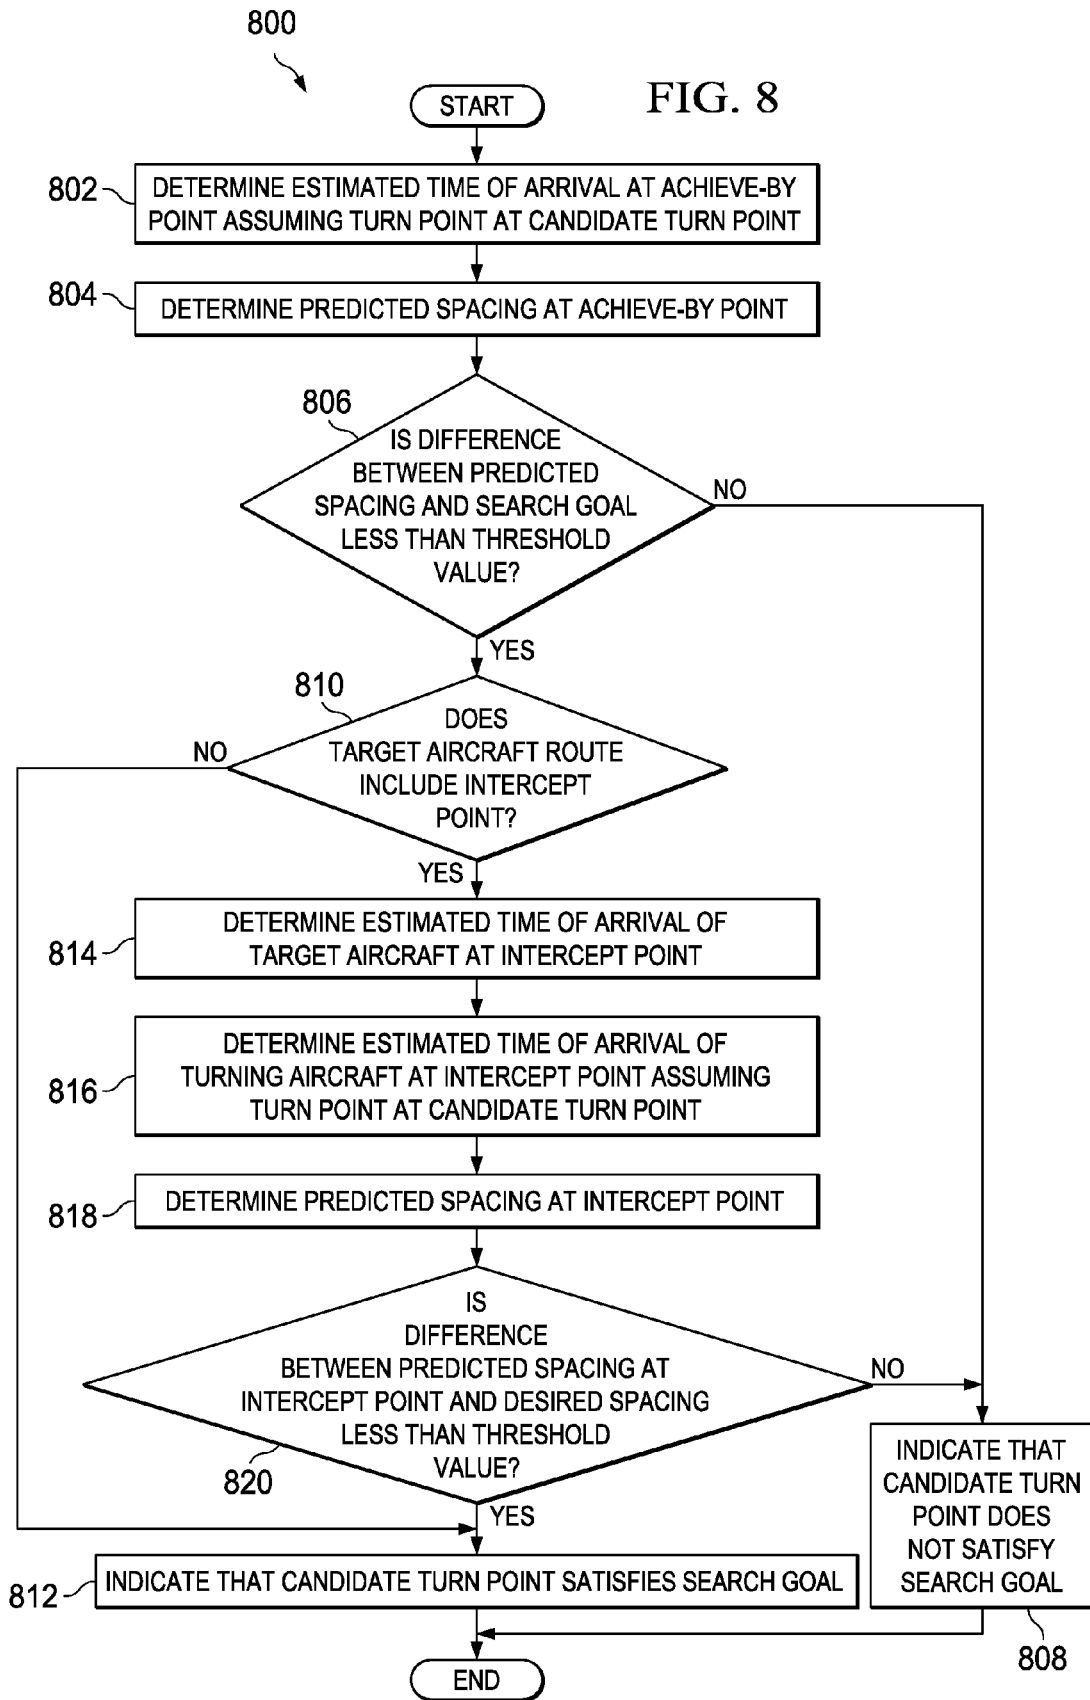 800
FIG. 8
START
802
DETERMINE ESTIMATED TIME OF ARRIVAL AT ACHIEVE-BY
POINT ASSUMING TURN POINT AT CANDIDATE TURN POINT
804
DETERMINE PREDICTED SPACING AT ACHIEVE-BY POINT
806
IS DIFFERENCE
BETWEEN PREDICTED
SPACING AND SEARCH GOAL
LESS THAN THRESHOLD
VALUE?
NO
YES
810
DOES
TARGET AIRCRAFT ROUTE
INCLUDE INTERCEPT
POINT?
NO
YES
814
DETERMINE ESTIMATED TIME OF ARRIVAL OF
TARGET AIRCRAFT AT INTERCEPT POINT
816
DETERMINE ESTIMATED TIME OF ARRIVAL OF
TURNING AIRCRAFT AT INTERCEPT POINT ASSUMING
TURN POINT AT CANDIDATE TURN POINT
818
DETERMINE PREDICTED SPACING AT INTERCEPT POINT
IS
DIFFERENCE
BETWEEN PREDICTED SPACING AT
INTERCEPT POINT AND DESIRED SPACING
LESS THAN THRESHOLD
VALUE?
820
NO
YES
INDICATE THAT
CANDIDATE TURN
POINT DOES
NOT SATISFY
SEARCH GOAL
808
812
INDICATE THAT CANDIDATE TURN POINT SATISFIES SEARCH GOAL
END